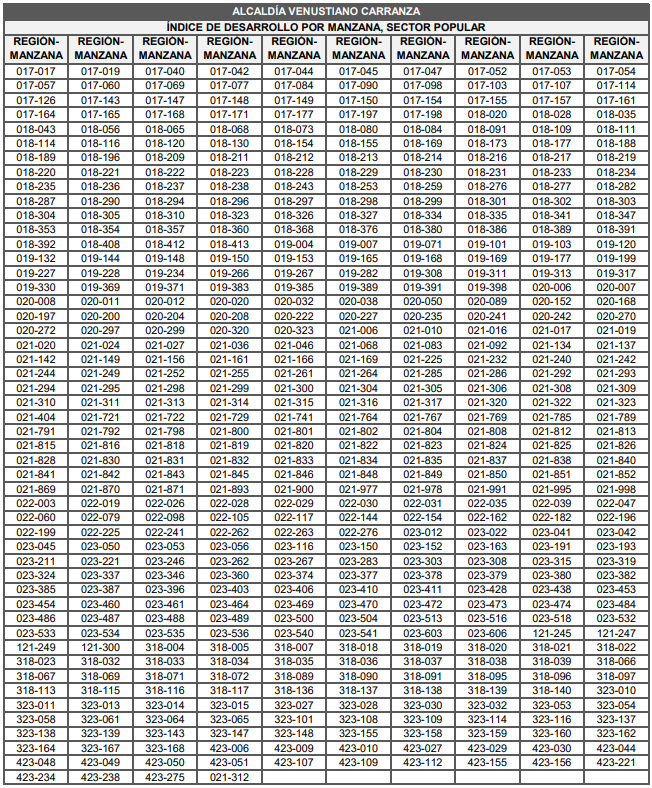 ALCALDÍA VENUSTIANO CARRANZA
ÍNDICE DE DESARROLLO POR MANZANA, SECTOR POPULAR
REGIÓN- REGIÓN- REGIÓN- REGIÓN- REGIÓN- REGIÓN- REGIÓN- REGIÓN- REGIÓN- REGIÓN-
MANZANA MANZANA MANZANA MANZANA MANZANA MANZANA MANZANA MANZANA MANZANA MANZANA
017-017 017-019 017-040 017-042 017-044 017-045 017-047 017-052 017-053 017-054
017-057 017-060 017-069 017-077 017-084 017-090 017-098 017-103 017-107 017-114
017-126 017-143 017-147 017-148 017-149 017-150 017-154 017-155 017-157 017-161
017-164 017-165 017-168 017-171 017-177 017-197 017-198 018-020 018-028 018-035
018-043 018-056 018-065 018-068 018-073 018-080 018-084 018-091 018-109 018-111
018-114 018-116 018-120 018-130 018-154 018-155 018-169 018-173 018-177 018-188
018-189 018-196 018-209 018-211 018-212 018-213 018-214 018-216 018-217 018-219
018-220 018-221 018-222 018-223 018-228 018-229 018-230 018-231 018-233 018-234
018-235 018-236 018-237 018-238 018-243 018-253 018-259 018-276 018-277 018-282
018-287 018-290 018-294 018-296 018-297 018-298 018-299 018-301 018-302 018-303
018-304 018-305 018-310 018-323 018-326 018-327 018-334 018-335 018-341 018-347
018-353 018-354 018-357 018-360 018-368 018-376 018-380 018-386 018-389 018-391
018-392 018-408 018-412 018-413 019-004 019-007 019-071 019-101 019-103 019-120
019-132 019-144 019-148 019-150 019-153 019-165 019-168 019-169 019-177 019-199
019-227 019-228 019-234 019-266 019-267 019-282 019-308 019-311 019-313 019-317
019-330 019-369 019-371 019-383 019-385 019-389 019-391 019-398 020-006 020-007
020-008 020-011 020-012 020-020 020-032 020-038 020-050 020-089 020-152 020-168
020-197 020-200 020-204 020-208 020-222 020-227 020-235 020-241 020-242 020-270
020-272 020-297 020-299 020-320 020-323 021-006 021-010 021-016 021-017 021-019
021-020 021-024 021-027 021-036 021-046 021-068 021-083 021-092 021-134 021-137
021-142 021-149 021-156 021-161 021-166 021-169 021-225 021-232 021-240 021-242
021-244 021-249 021-252 021-255 021-261 021-264 021-285 021-286 021-292 021-293
021-294 021-295 021-298 021-299 021-300 021-304 021-305 021-306 021-308 021-309
021-310 021-311 021-313 021-314 021-315 021-316 021-317 021-320 021-322 021-323
021-404 021-721 021-722 021-729 021-741 021-764 021-767 021-769 021-785 021-789
021-791 021-792 021-798 021-800 021-801 021-802 021-804 021-808 021-812 021-813
021-815 021-816 021-818 021-819 021-820 021-822 021-823 021-824 021-825 021-826
021-828 021-830 021-831 021-832 021-833 021-834 021-835 021-837 021-838 021-840
021-841 021-842 021-843 021-845 021-846 021-848 021-849 021-850 021-851 021-852
021-869 021-870 021-871 021-893 021-900 021-977 021-978 021-991 021-995 021-998
022-003 022-019 022-026 022-028 022-029 022-030 022-031 022-035 022-039 022-047
022-060 022-079 022-098 022-105 022-117 022-144 022-154 022-162 022-182 022-196
022-199 022-225 022-241 022-262 022-263 022-276 023-012 023-022 023-041 023-042
023-045 023-050 023-053 023-056 023-116 023-150 023-152 023-163 023-191 023-193
023-211 023-221 023-246 023-262 023-267 023-283 023-303 023-308 023-315 023-319
023-324 023-337 023-346 023-360 023-374 023-377 023-378 023-379 023-380 023-382
023-385 023-387 023-396 023-403 023-406 023-410 023-411 023-428 023-438 023-453
023-454 023-460 023-461 023-464 023-469 023-470 023-472 023-473 023-474 023-484
023-486 023-487 023-488 023-489 023-500 023-504 023-513 023-516 023-518 023-532
023-533 023-534 023-535 023-536 023-540 023-541 023-603 023-606 121-245 121-247
121-249 121-300 318-004 318-005 318-007 318-018 318-019 318-020 318-021 318-022
318-023 318-032 318-033 318-034 318-035 318-036 318-037 318-038 318-039 318-066
318-067 318-069 318-071 318-072 318-089 318-090 318-091 318-095 318-096 318-097
318-113 318-115 318-116 318-117 318-136 318-137 318-138 318-139 318-140 323-010
323-011 323-013 323-014 323-015 323-027 323-028 323-030 323-032 323-053 323-054
323-058 323-061 323-064 323-065 323-101 323-108 323-109 323-114 323-116 323-137
323-138 323-139 323-143 323-147 323-148 323-155 323-158 323-159 323-160 323-162
323-164 323-167 323-168 423-006 423-009 423-010 423-027 423-029 423-030 423-044
423-048 423-049 423-050 423-051 423-107 423-109 423-112 423-155 423-156 423-221
423-234 423-238 423-275 021-312